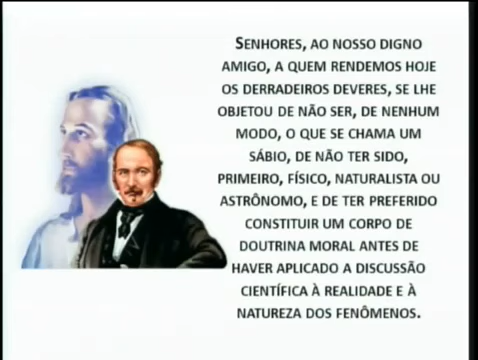 SENHORES, AO NOSSO DIGNO
AMIGO, A QUEM RENDEMOS HOJE
OS DERRADEIROS DEVERES, SE LHE
OBJETOU DE NÃO SER, DE NENHUM
MODO, O QUE SE CHAMA UM
SÁBIO, DE NÃO TER SIDO,
PRIMEIRO, FÍSICO, NATURALISTA OU
ASTRÔNOMO, E DE TER PREFERIDO
CONSTITUIR UM CORPO DE
DOUTRINA MORAL ANTES DE
HAVER APLICADO A DISCUSSÃO
CIENTÍFICA À REALIDADE E À
NATUREZA DOS FENÔMENOS.